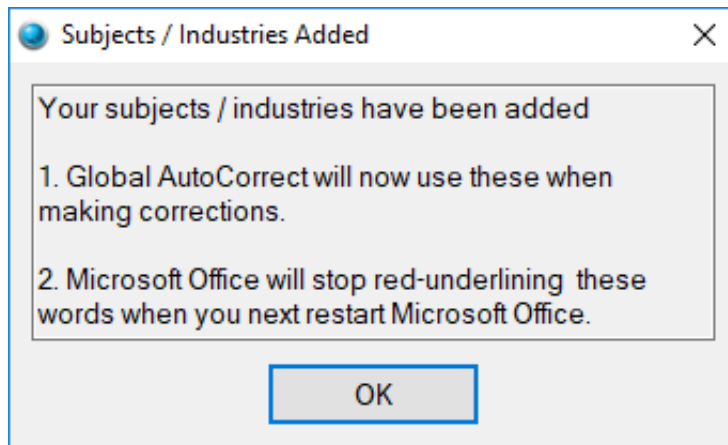 Subjects / Industries Added
Your subjects / industries have been added
1. Global AutoCorrect will now use these when
making corrections.
2. Microsoft Office will stop red-underlining  these
words when you next restart Microsoft Office.
OK